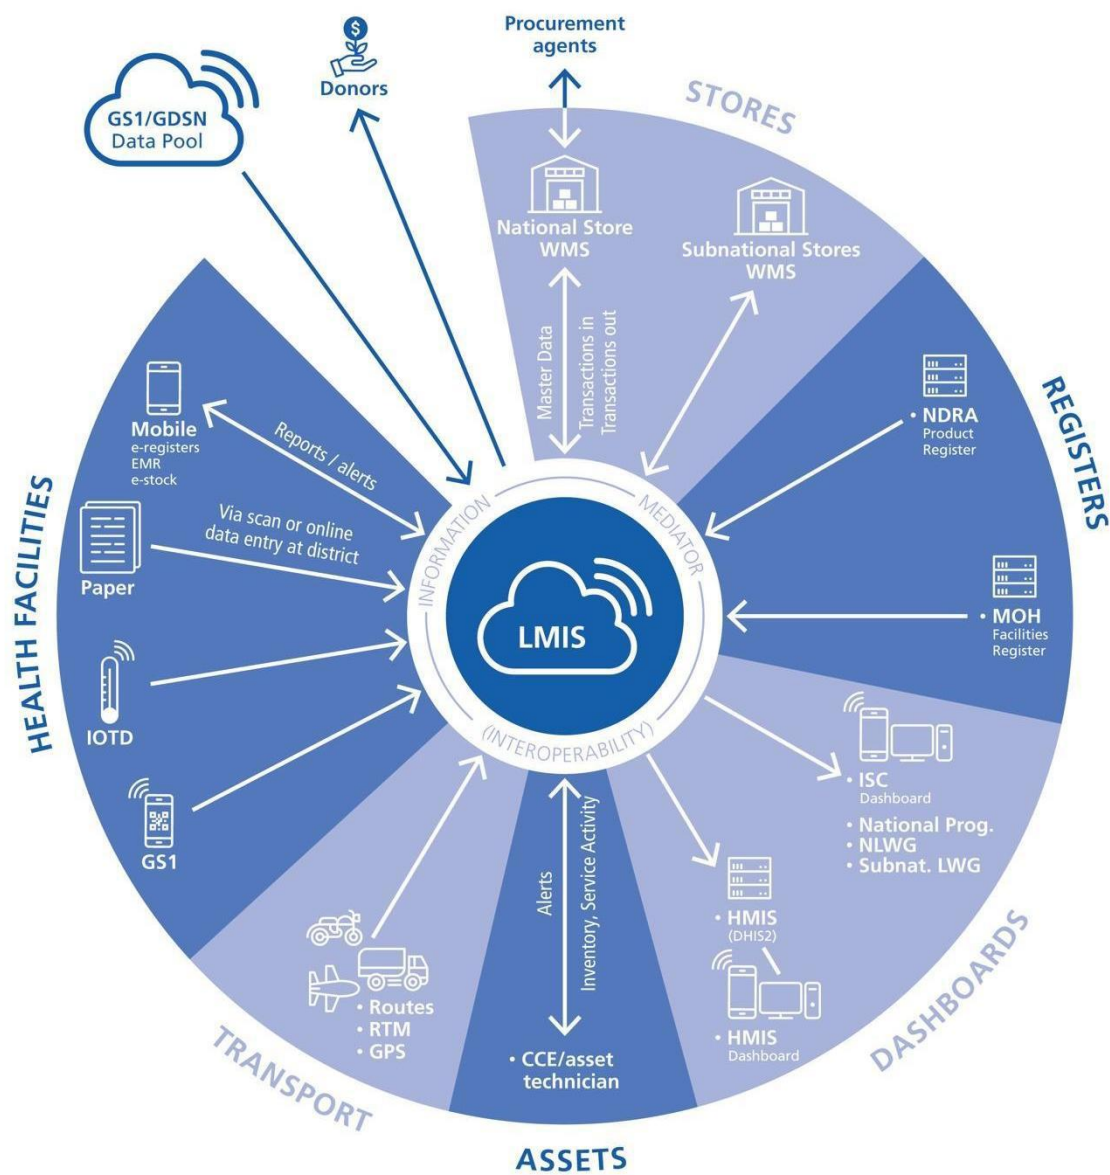 Procurement
agents
Donors
GS1/GDSN
Data Pool
STORES
National Store
WMS
Subnational Stores
WMS
Master Data
Transactions in
Transactions out
REGISTERS
• NDRA
Product
Register
• MOH
Facilities
Register
HEALTH FACILITIES
Mobile
e-registers
EMR
e-stock
Reports / alerts
Via scan or online
data entry at district
Paper
IOTD
GS1
INFORMATION
MEDIATOR
(INTEROPERABILITY)
LMIS
DASHBOARDS
• ISC
Dashboard
• National Prog.
• NLWG
• Subnat. LWG
• HMIS
(DHIS2)
• HMIS
Dashboard
TRANSPORT
• Routes
• RTM
• GPS
Alerts
Inventory, Service Activity
• CCE/asset
technician
ASSETS